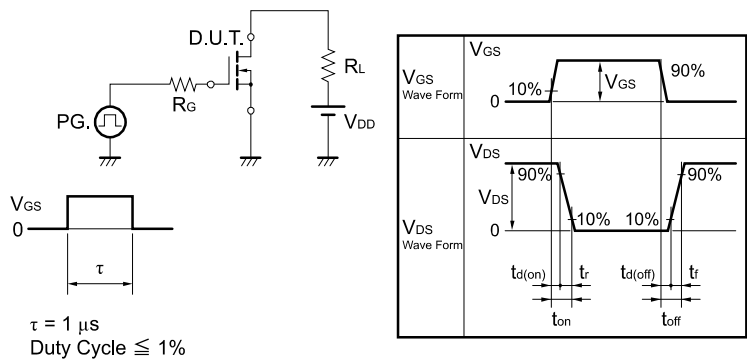 D.U.T.
RL
RG
PG.
VDD
VGS
0
τ
τ = 1 μs
Duty Cycle ≦ 1%
VGS
Wave Form
VGS
10%
VGS
90%
0
VDS
Wave Form
VDS
90%
90%
VDS
10%
10%
0
td(on)
tr
td(off)
tf
ton
toff